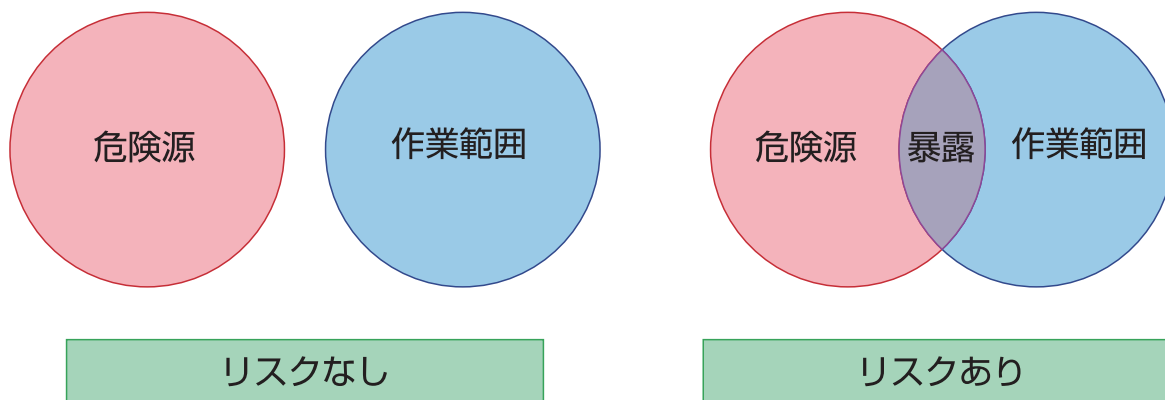 危険源
作業範囲
危険源
暴露
作業範囲
リスクなし
リスクあり